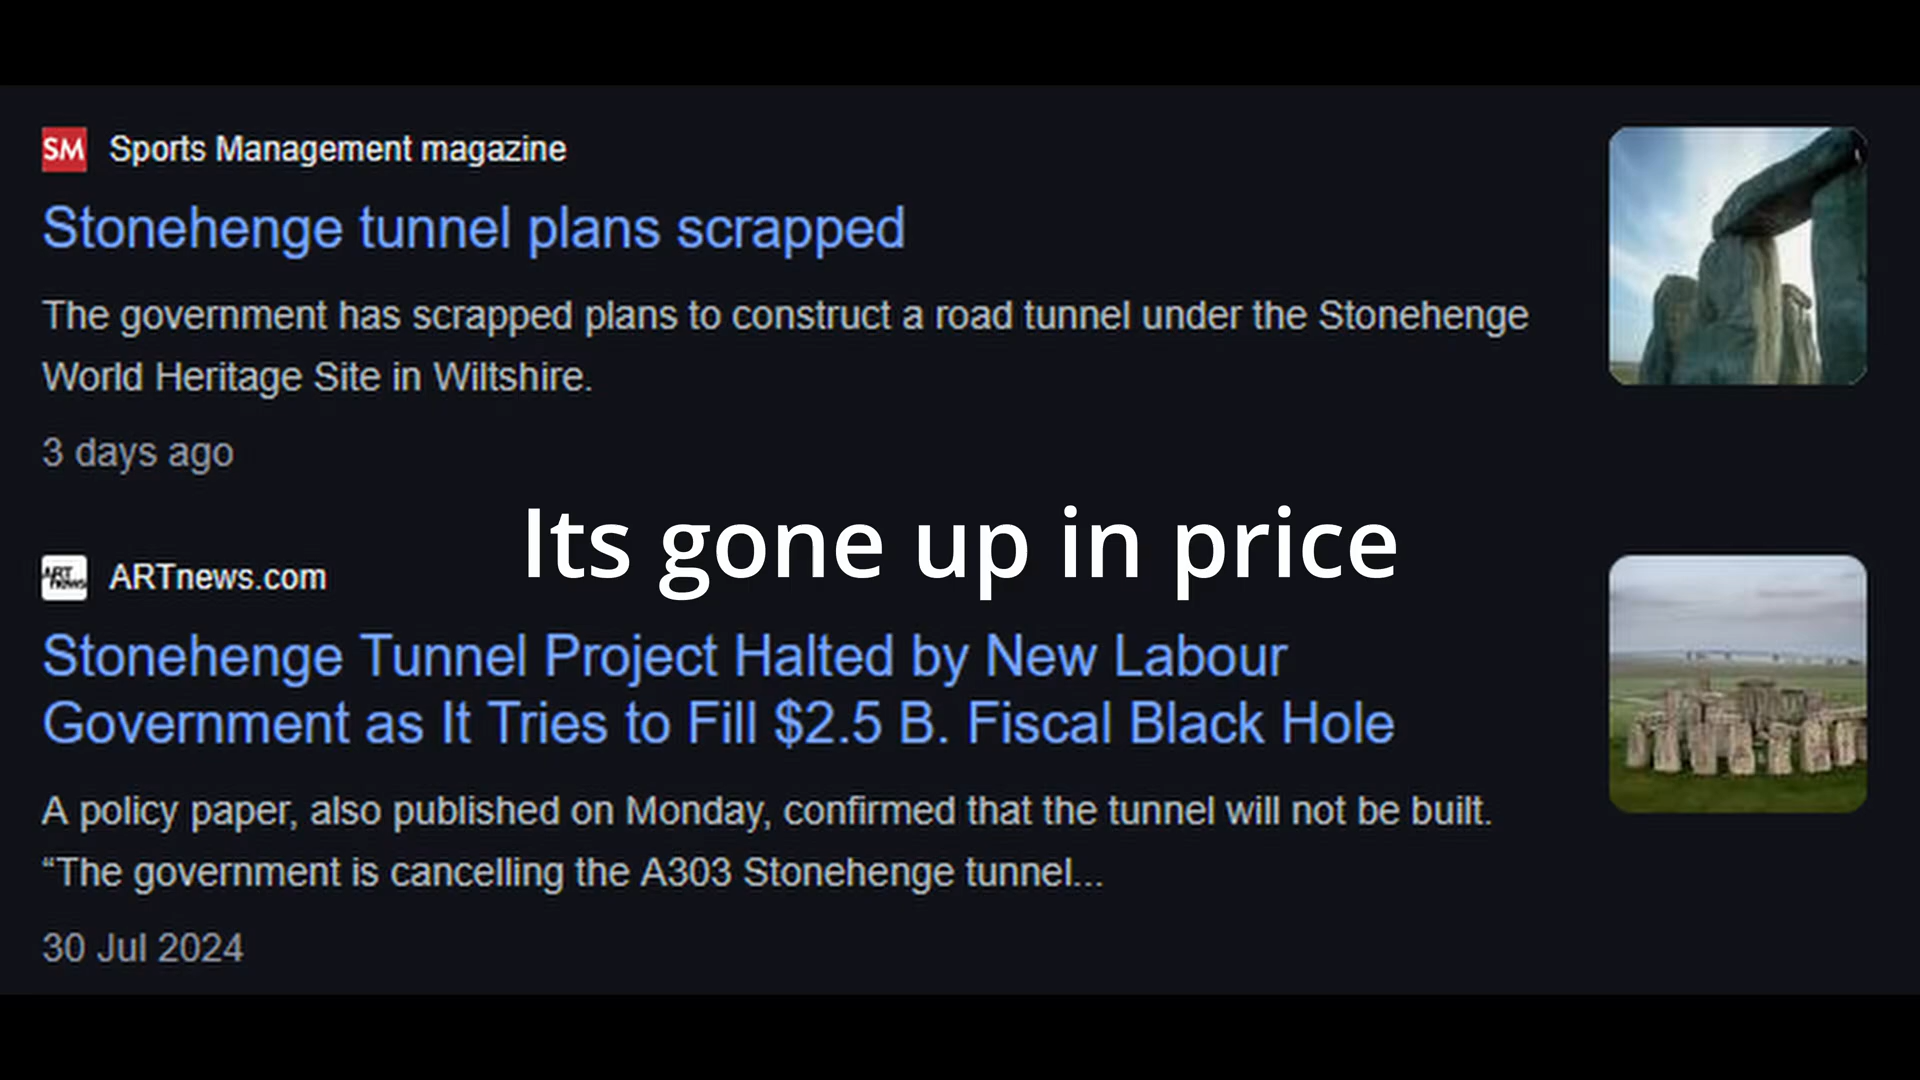 SM Sports Management magazine
Stonehenge tunnel plans scrapped
The government has scrapped plans to construct a road tunnel under the Stonehenge
World Heritage Site in Wiltshire.
3 days ago
Its gone up in price
ART news ARTnews.com
Stonehenge Tunnel Project Halted by New Labour
Government as It Tries to Fill $2.5 B. Fiscal Black Hole
A policy paper, also published on Monday, confirmed that the tunnel will not be built.
“The government is cancelling the A303 Stonehenge tunnel...
30 Jul 2024